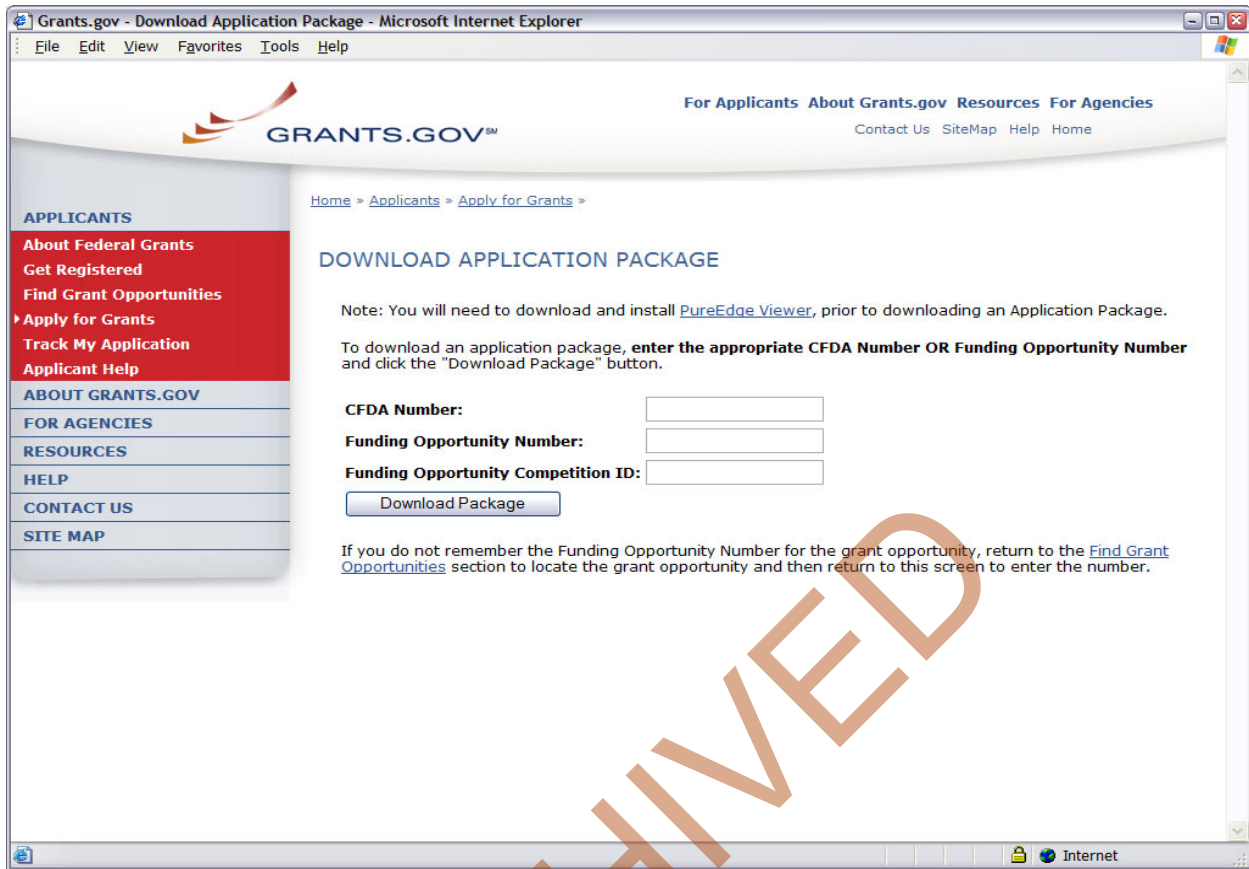 Grants.gov - Download Application Package - Microsoft Internet Explorer
File Edit View Favorites Tools Help
For Applicants About Grants.gov Resources For Agencies
Contact Us SiteMap Help Home
GRANTS.GOV℠
Home » Applicants » Apply for Grants »
APPLICANTS
About Federal Grants
Get Registered
Find Grant Opportunities
Apply for Grants
Track My Application
Applicant Help
ABOUT GRANTS.GOV
FOR AGENCIES
RESOURCES
HELP
CONTACT US
SITE MAP
DOWNLOAD APPLICATION PACKAGE
Note: You will need to download and install PureEdge Viewer, prior to downloading an Application Package.
To download an application package, enter the appropriate CFDA Number OR Funding Opportunity Number
and click the "Download Package" button.
CFDA Number:
Funding Opportunity Number:
Funding Opportunity Competition ID:
Download Package
If you do not remember the Funding Opportunity Number for the grant opportunity, return to the Find Grant
Opportunities section to locate the grant opportunity and then return to this screen to enter the number.
Internet